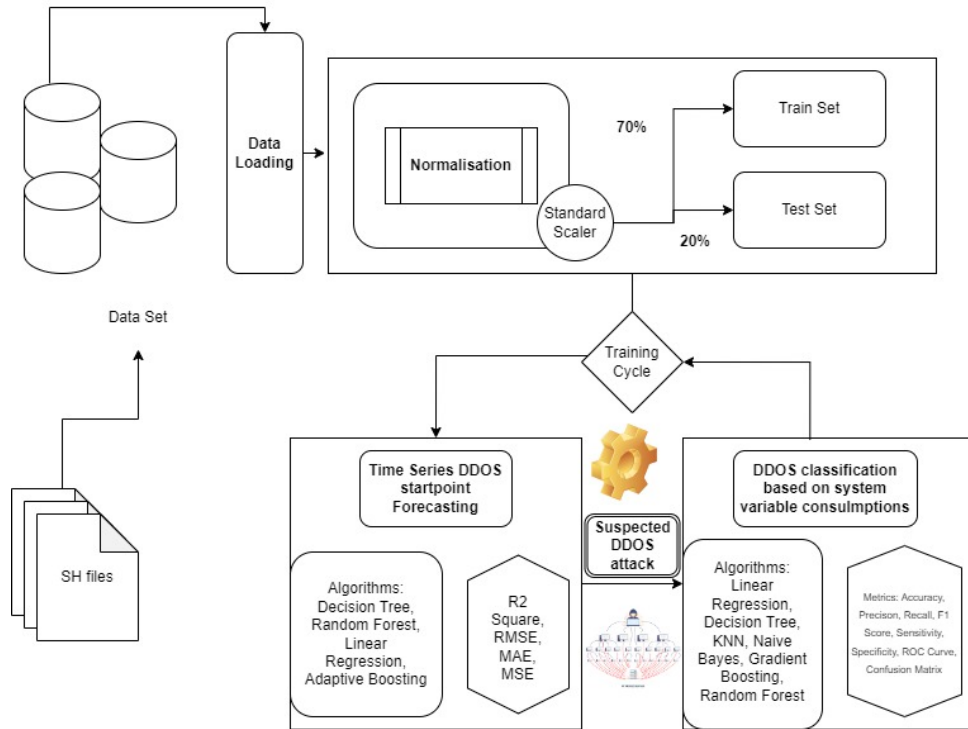 Data
Loading
Normalisation
Standard
Scaler
70%
20%
Train Set
Test Set
Data Set
SH files
Training
Cycle
Time Series DDOS
startpoint
Forecasting
Algorithms:
Decision Tree,
Random Forest,
Linear
Regression,
Adaptive Boosting
R2
Square,
RMSE,
MAE,
MSE
Suspected
DDOS
attack
DDOS classification
based on system
variable consulmptions
Algorithms:
Linear
Regression,
Decision Tree,
KNN, Naive
Bayes, Gradient
Boosting,
Random Forest
Metrics: Accuracy,
Precison, Recall, F1
Score, Sensitivity,
Specificity, ROC Curve,
Confusion Matrix